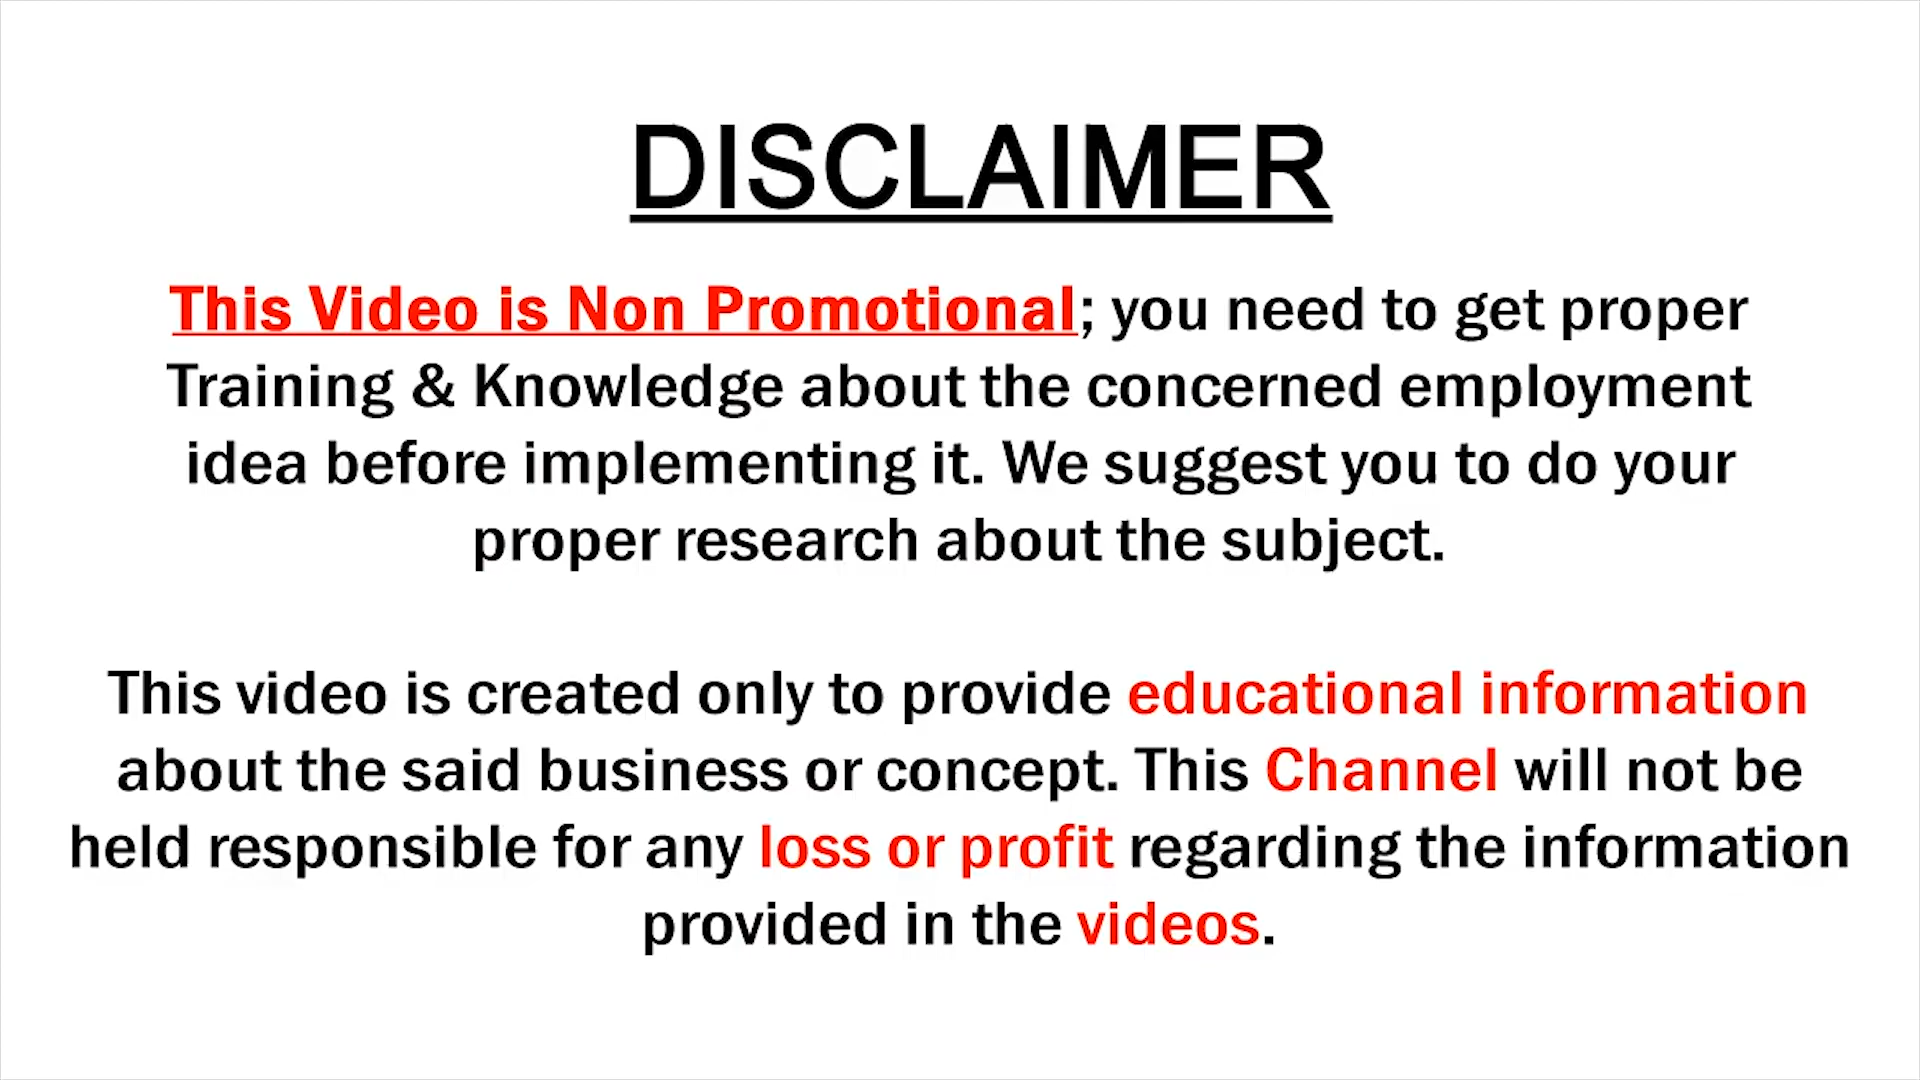 DISCLAIMER
This Video is Non Promotional; you need to get proper
Training & Knowledge about the concerned employment
idea before implementing it. We suggest you to do your
proper research about the subject.
This video is created only to provide educational information
about the said business or concept. This Channel will not be
held responsible for any loss or profit regarding the information
provided in the videos.